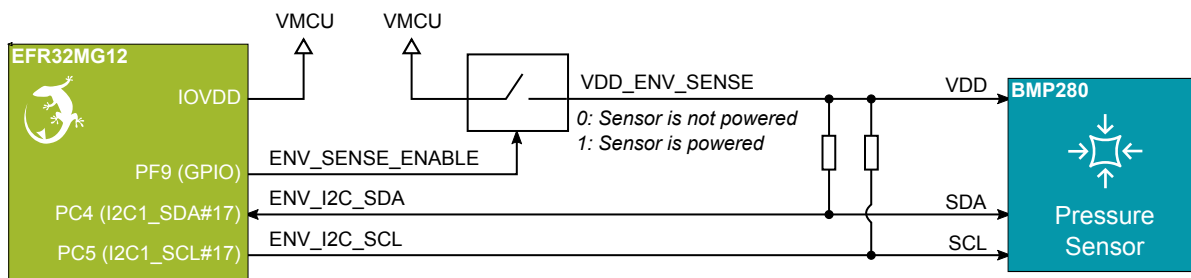 VMCU
VMCU
EFR32MG12
IOVDD
VDD_ENV_SENSE
VDD
BMP280
0: Sensor is not powered
1: Sensor is powered
PF9 (GPIO)
ENV_SENSE_ENABLE
PC4 (I2C1_SDA#17)
ENV_I2C_SDA
SDA
PC5 (I2C1_SCL#17)
ENV_I2C_SCL
SCL
Pressure
Sensor